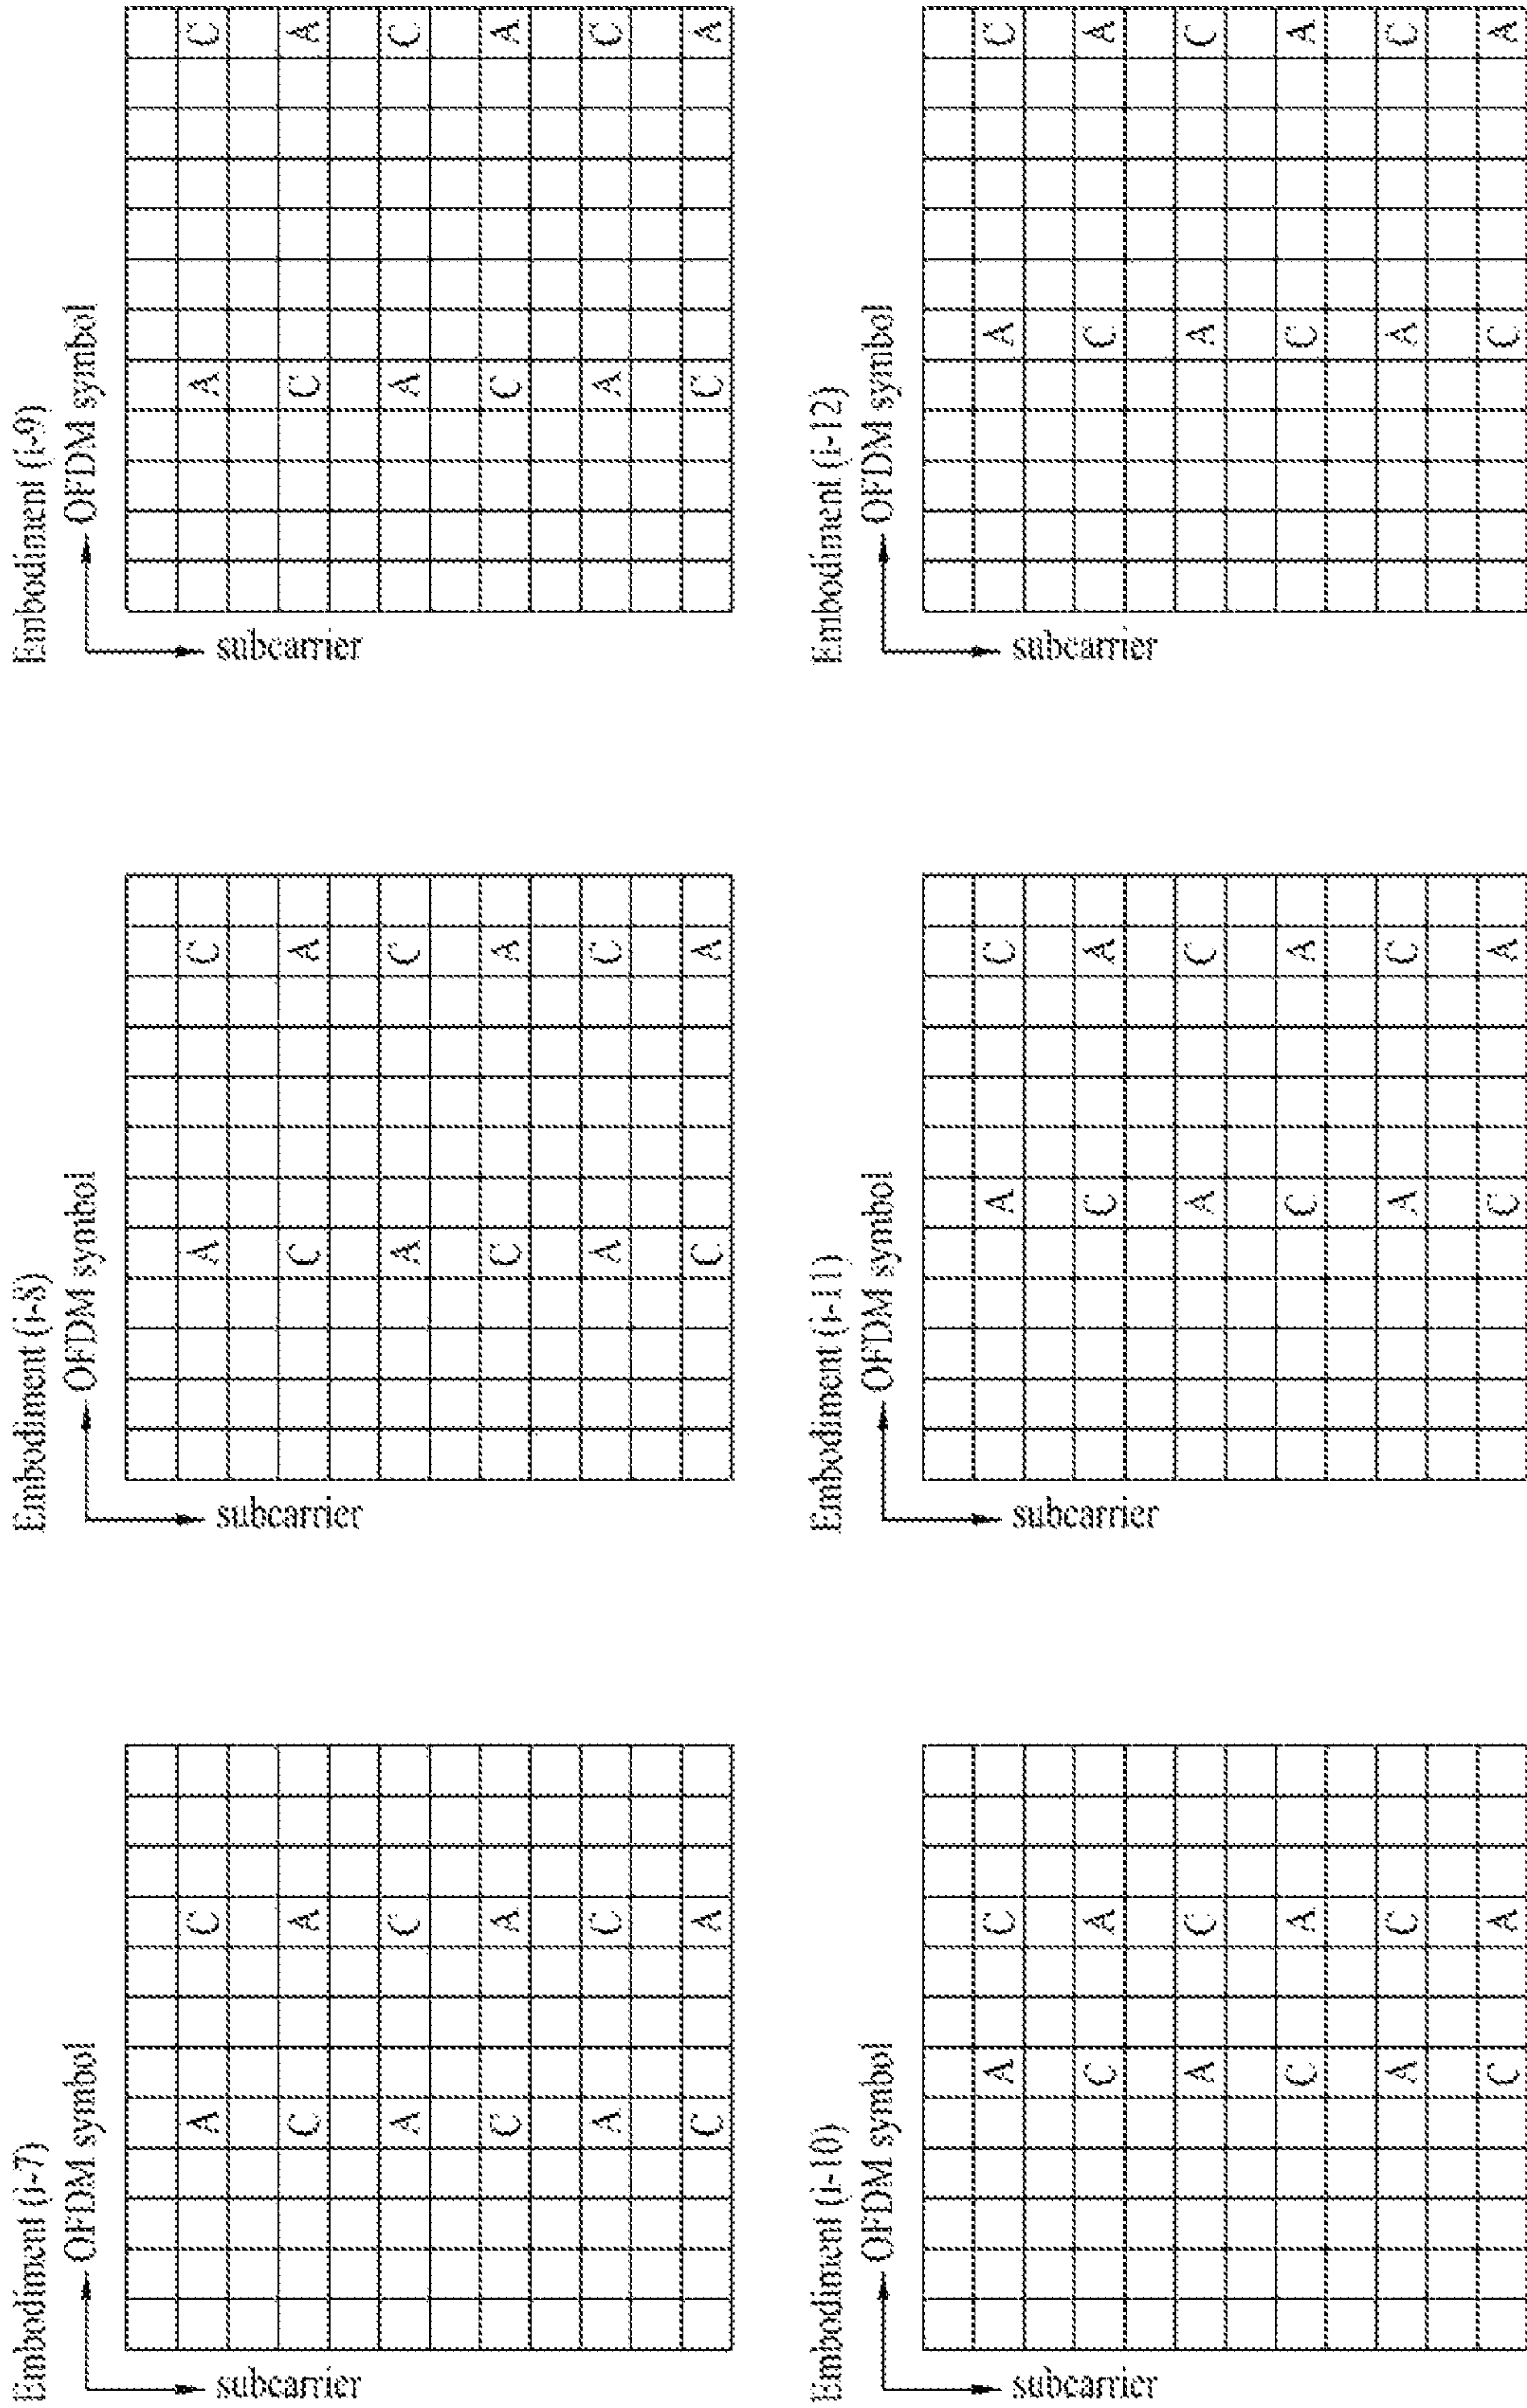 Embodiment (i-7)
OFDM symbol
subcarrier
A C
C A
A C
C A
A C
C A
Embodiment (i-8)
OFDM symbol
subcarrier
A C
C A
A C
C A
A C
C A
Embodiment (i-9)
OFDM symbol
subcarrier
A C
C A
A C
C A
A C
C A
Embodiment (i-10)
OFDM symbol
subcarrier
A C
C A
A C
C A
A C
C A
Embodiment (i-11)
OFDM symbol
subcarrier
A C
C A
A C
C A
A C
C A
Embodiment (i-12)
OFDM symbol
subcarrier
A C
C A
A C
C A
A C
C A